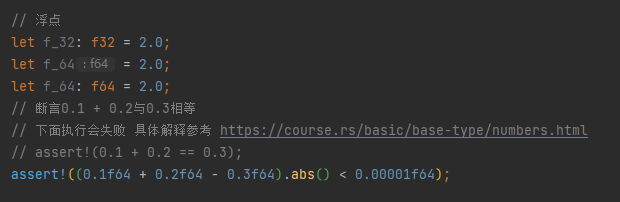 // 浮点
let f_32: f32 = 2.0;
let f_64 : f64 = 2.0;
let f_64: f64 = 2.0;
// 断言0.1 + 0.2与0.3相等
// 下面执行会失败 具体解释参考 https://course.rs/basic/base-type/numbers.html
// assert!(0.1 + 0.2 == 0.3);
assert!((0.1f64 + 0.2f64 - 0.3f64).abs() < 0.00001f64);